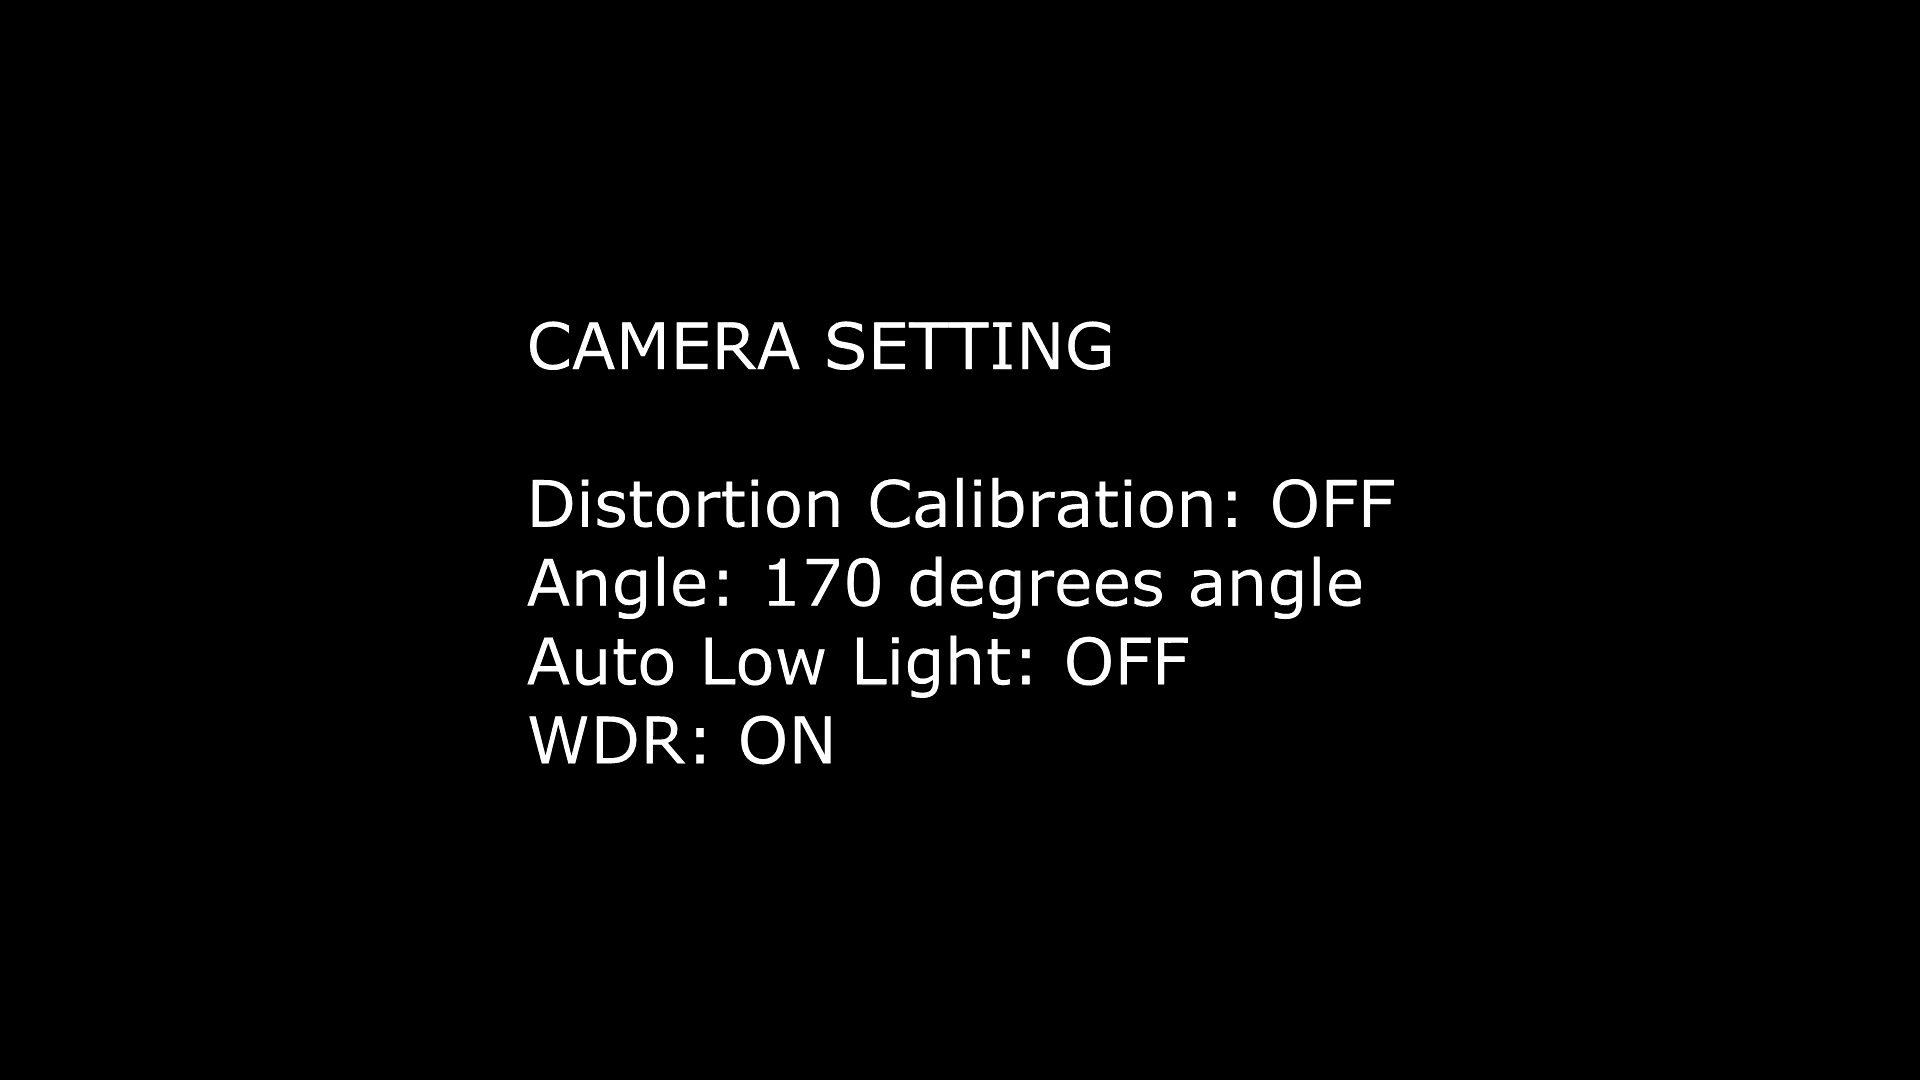 CAMERA SETTING
Distortion Calibration: OFF
Angle: 170 degrees angle
Auto Low Light: OFF
WDR: ON